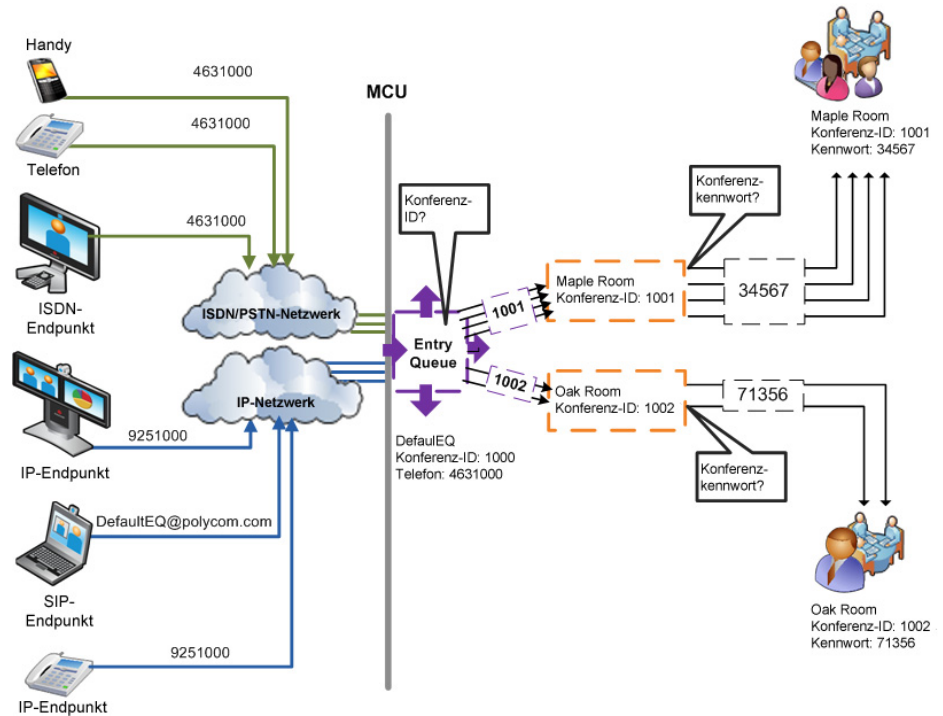 Handy
4631000
MCU
4631000
Telefon
4631000
ISDN-
Endpunkt
ISDN/PSTN-Netzwerk
IP-Netzwerk
9251000
IP-Endpunkt
DefaultEQ@polycom.com
SIP-
Endpunkt
9251000
IP-Endpunkt
Konferenz-
ID?
Entry
Queue
DefaulEQ
Konferenz-ID: 1000
Telefon: 4631000
1001
1002
Maple Room
Konferenz-ID: 1001
Oak Room
Konferenz-ID: 1002
Konferenz-
kennwort?
Konferenz-
kennwort?
34567
71356
Maple Room
Konferenz-ID: 1001
Kennwort: 34567
Oak Room
Konferenz-ID: 1002
Kennwort: 71356